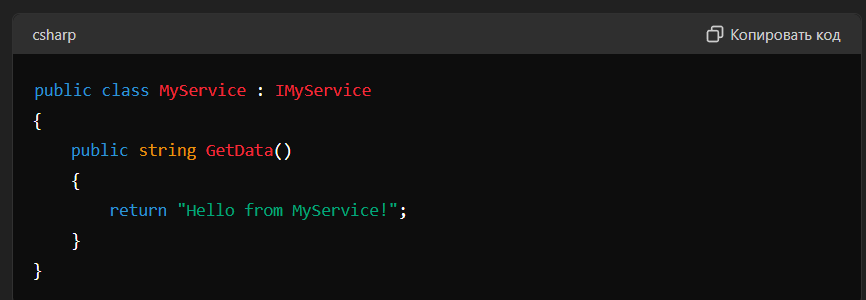 csharp
Копировать код
public class MyService : IMyService
{
    public string GetData()
    {
        return "Hello from MyService!";
    }
}